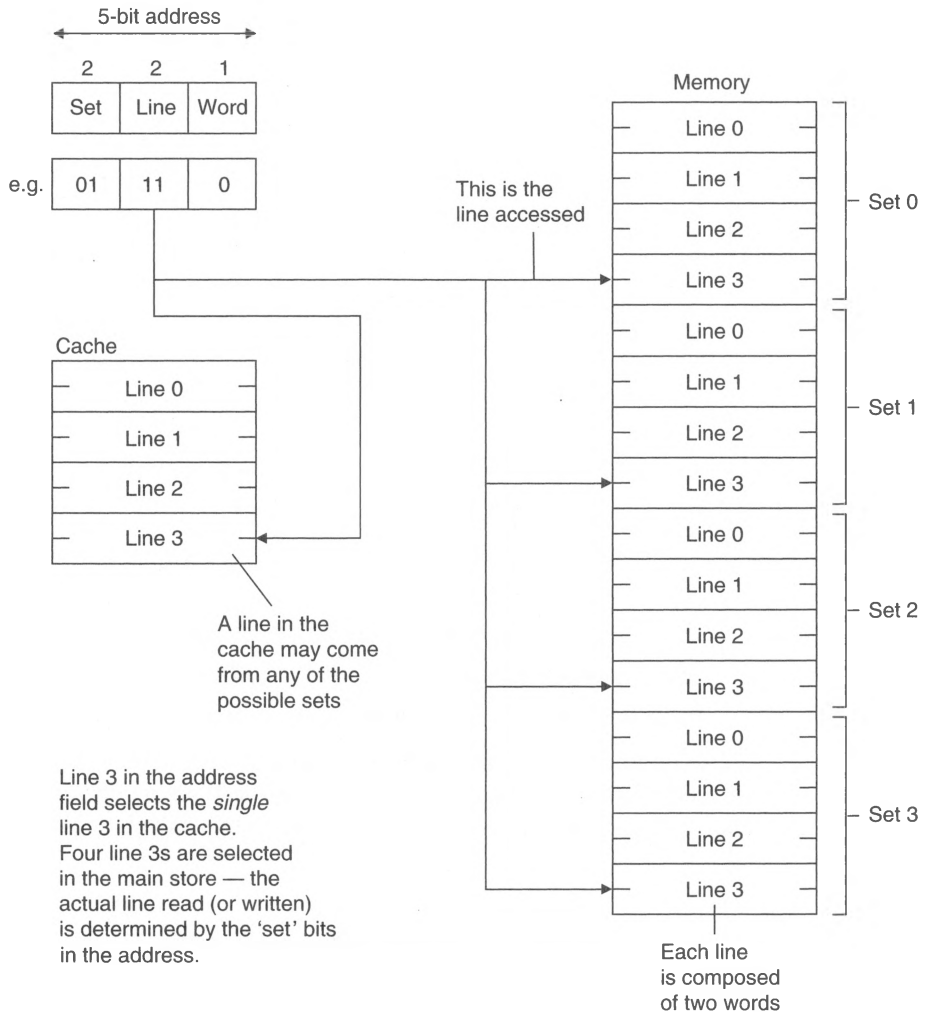 5-bit address
2 2 1
Set Line Word
e.g. 01 11 0
This is the
line accessed
Cache
Line 0
Line 1
Line 2
Line 3
A line in the
cache may come
from any of the
possible sets
Line 3 in the address
field selects the single
line 3 in the cache.
Four line 3s are selected
in the main store — the
actual line read (or written)
is determined by the ‘set’ bits
in the address.
Memory
Line 0
Line 1
Line 2
Line 3
Set 0
Line 0
Line 1
Line 2
Line 3
Set 1
Line 0
Line 1
Line 2
Line 3
Set 2
Line 0
Line 1
Line 2
Line 3
Set 3
Each line
is composed
of two words